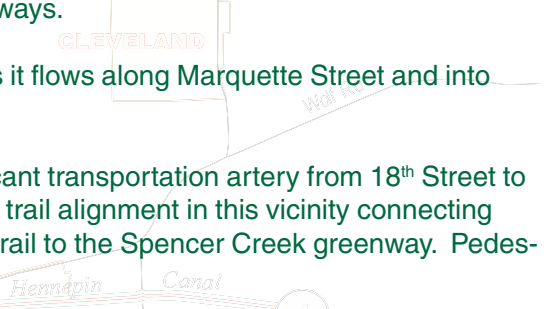 ways.
CLEVELAND
s it flows along Marquette Street and into
Wolf R
cant transportation artery from 18th Street to
trail alignment in this vicinity connecting
rail to the Spencer Creek greenway. Pedes-
Hennepin Canal